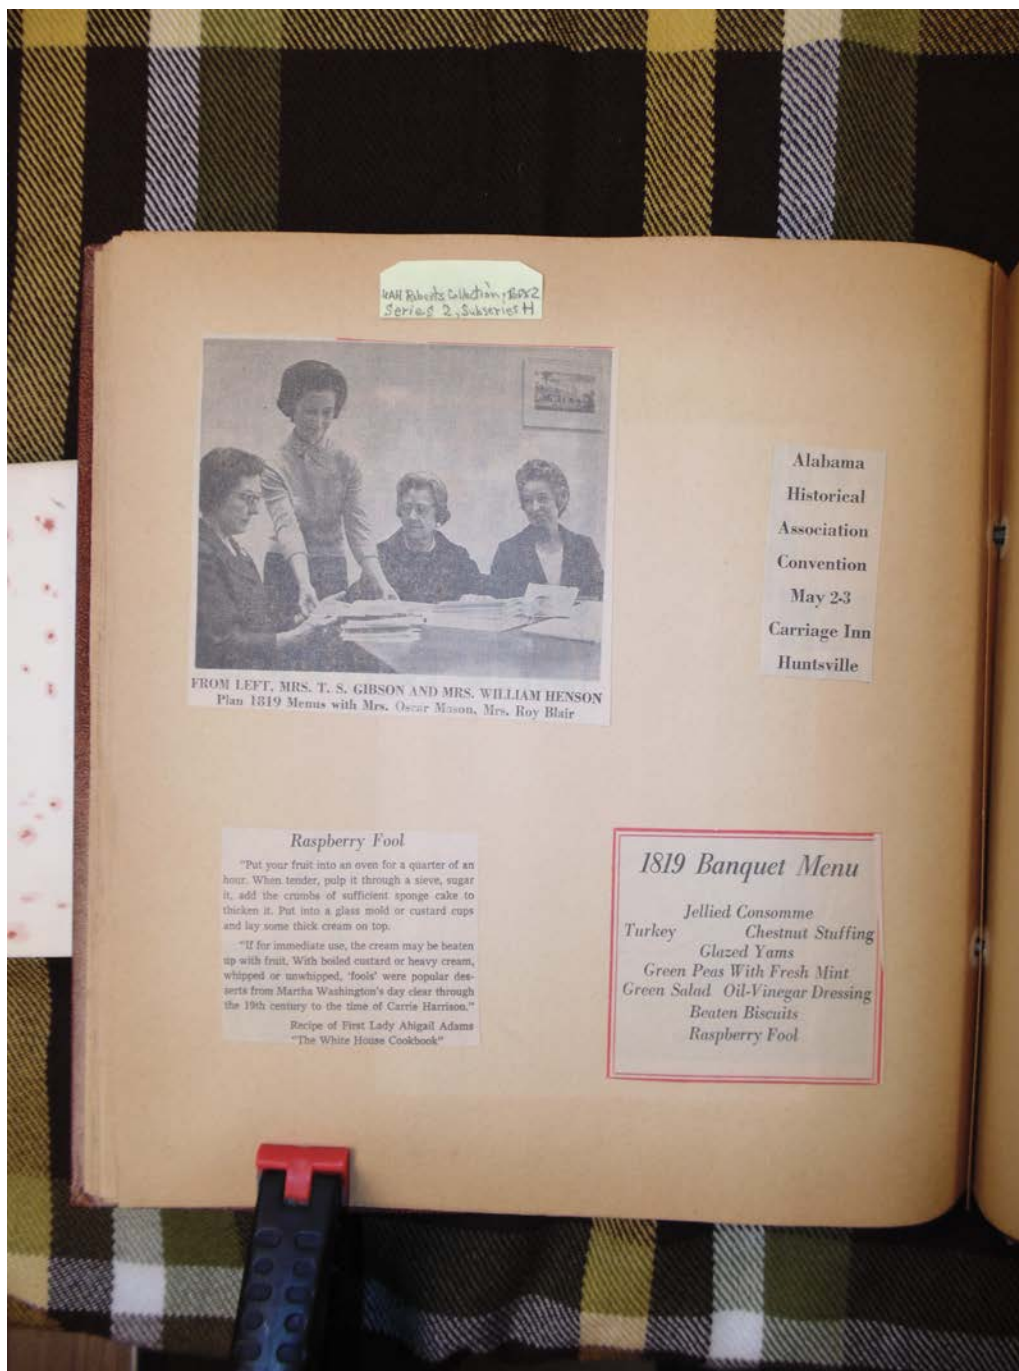 UAH Roberts Collection, Box 2
Series 2, Subseries H
FROM LEFT, MRS. T. S. GIBSON AND MRS. WILLIAM HENSON
Plan 1819 Menus with Mrs. Oscar Mason, Mrs. Roy Blair
Alabama
Historical
Association
Convention
May 2-3
Carriage Inn
Huntsville
Raspberry Fool
"Put your fruit into an oven for a quarter of an
hour. When tender, pulp it through a sieve, sugar
it, add the crumbs of sufficient sponge cake to
thicken it. Put into a glass mold or custard cups
and lay some thick cream on top.
"If for immediate use, the cream may be beaten
up with fruit. With boiled custard or heavy cream,
whipped or unwhipped, 'fools' were popular des-
serts from Martha Washington's day clear through
the 19th century to the time of Carrie Harrison."
Recipe of First Lady Abigail Adams
"The White House Cookbook"
1819 Banquet Menu
Jellied Consomme
Turkey Chestnut Stuffing
Glazed Yams
Green Peas With Fresh Mint
Green Salad Oil-Vinegar Dressing
Beaten Biscuits
Raspberry Fool